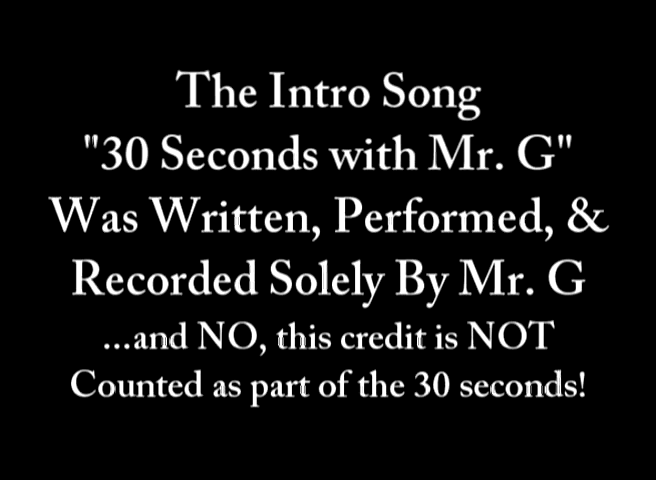 The Intro Song
"30 Seconds with Mr. G"
Was Written, Performed, &
Recorded Solely By Mr. G
...and NO, this credit is NOT
Counted as part of the 30 seconds!